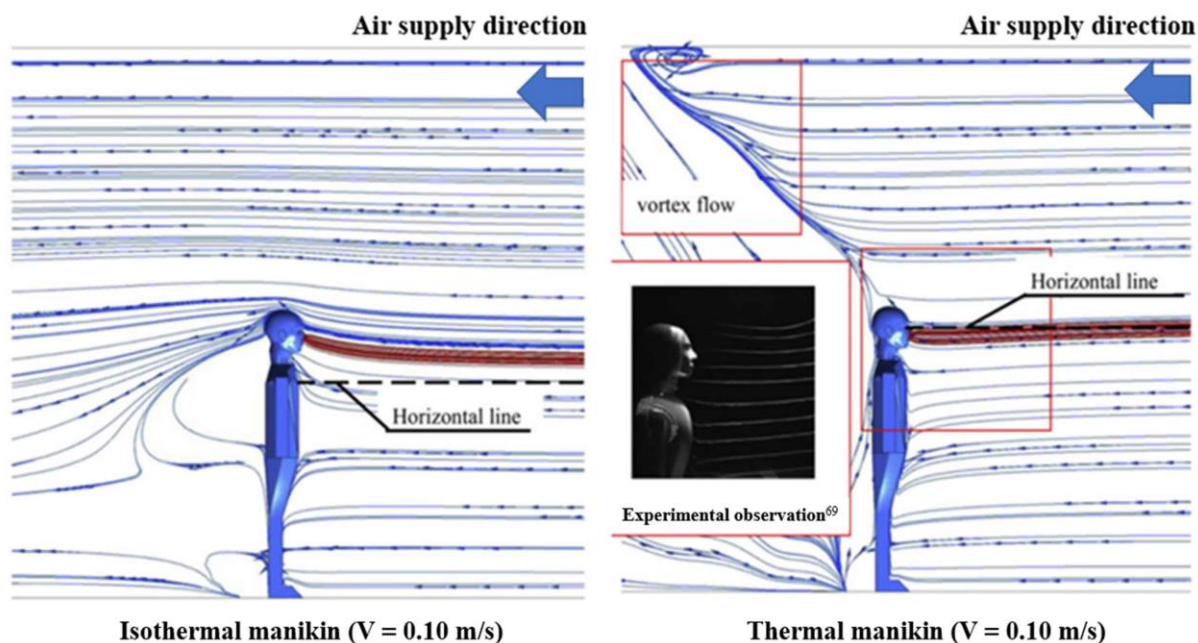 Air supply direction
Horizontal line
Isothermal manikin (V = 0.10 m/s)
Air supply direction
vortex flow
Horizontal line
Experimental observation⁶⁹
Thermal manikin (V = 0.10 m/s)